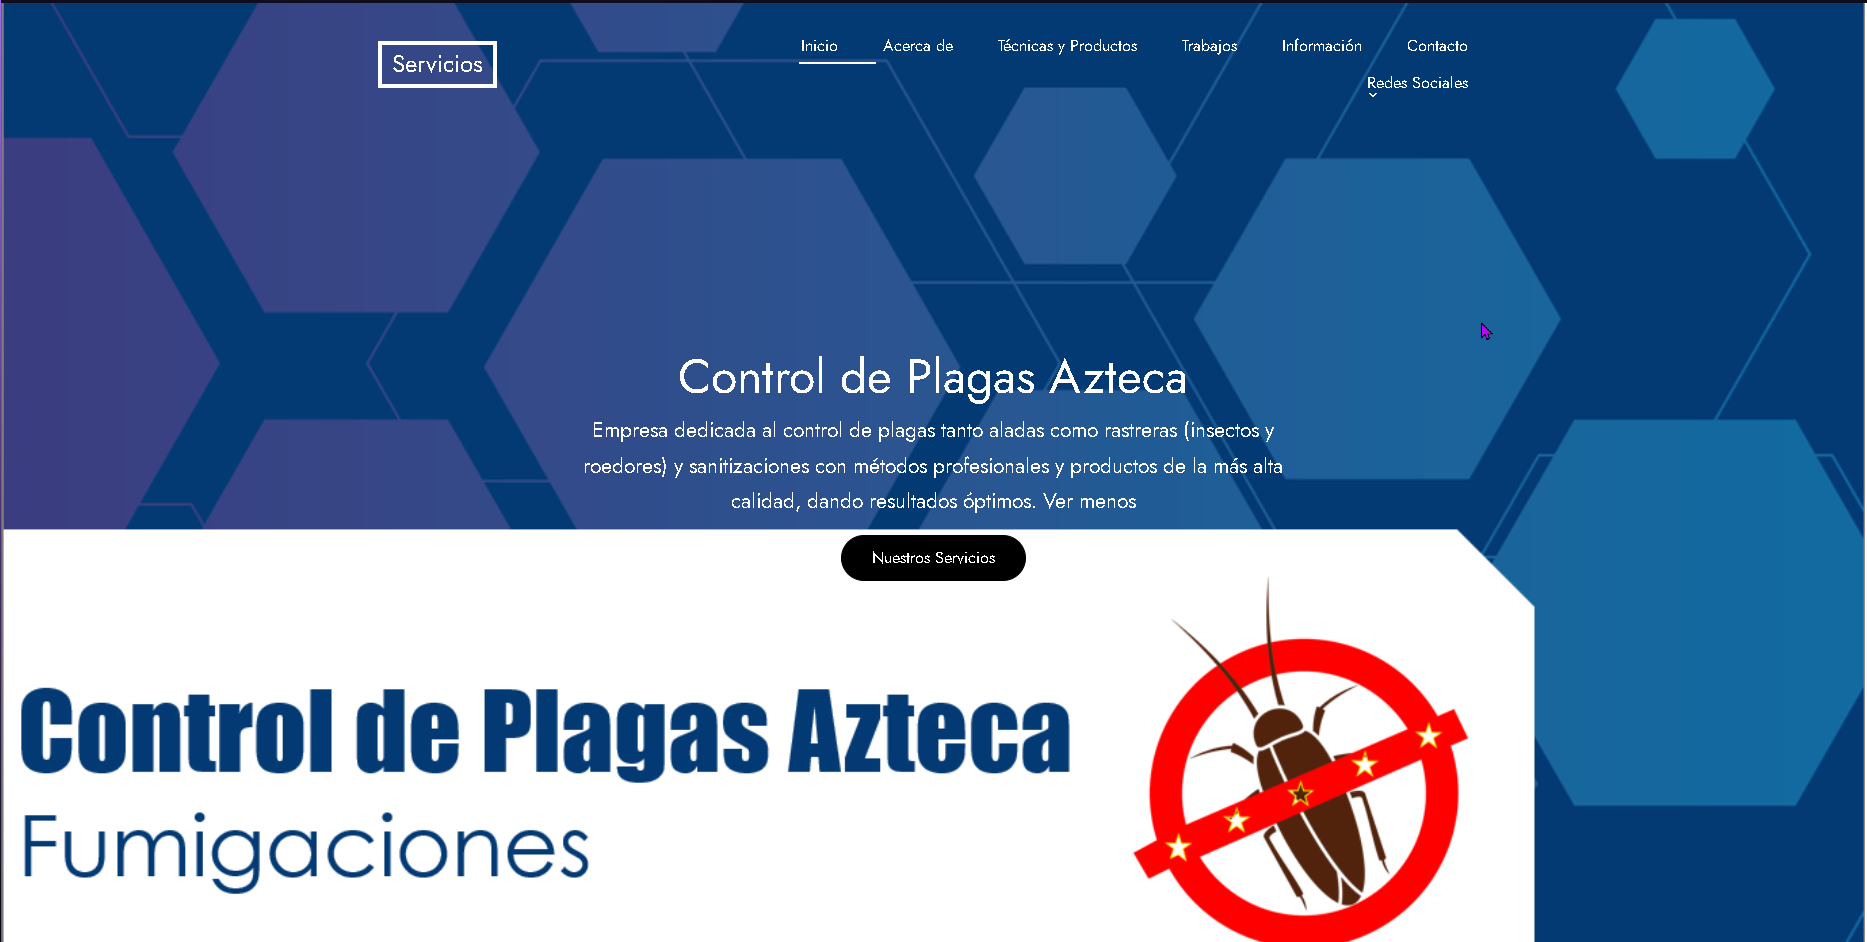 Servicios
Inicio Acerca de Técnicas y Productos Trabajos Información Contacto
Redes Sociales
Control de Plagas Azteca
Empresa dedicada al control de plagas tanto aladas como rastreras (insectos y
roedores) y sanitizaciones con métodos profesionales y productos de la más alta
calidad, dando resultados óptimos. Ver menos
Nuestros Servicios
Control de Plagas Azteca
Fumigaciones